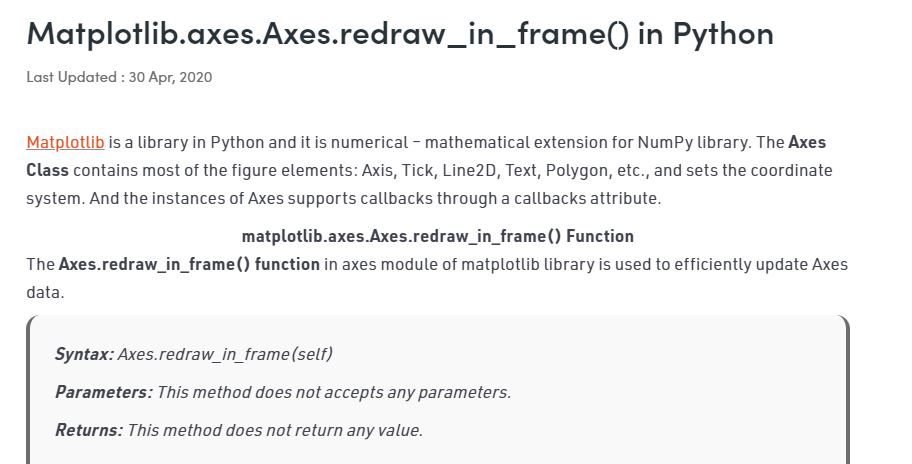 Matplotlib.axes.Axes.redraw_in_frame() in Python
Last Updated : 30 Apr, 2020
Matplotlib is a library in Python and it is numerical – mathematical extension for NumPy library. The Axes
Class contains most of the figure elements: Axis, Tick, Line2D, Text, Polygon, etc., and sets the coordinate
system. And the instances of Axes supports callbacks through a callbacks attribute.
matplotlib.axes.Axes.redraw_in_frame() Function
The Axes.redraw_in_frame() function in axes module of matplotlib library is used to efficiently update Axes
data.
Syntax: Axes.redraw_in_frame(self)
Parameters: This method does not accepts any parameters.
Returns: This method does not return any value.